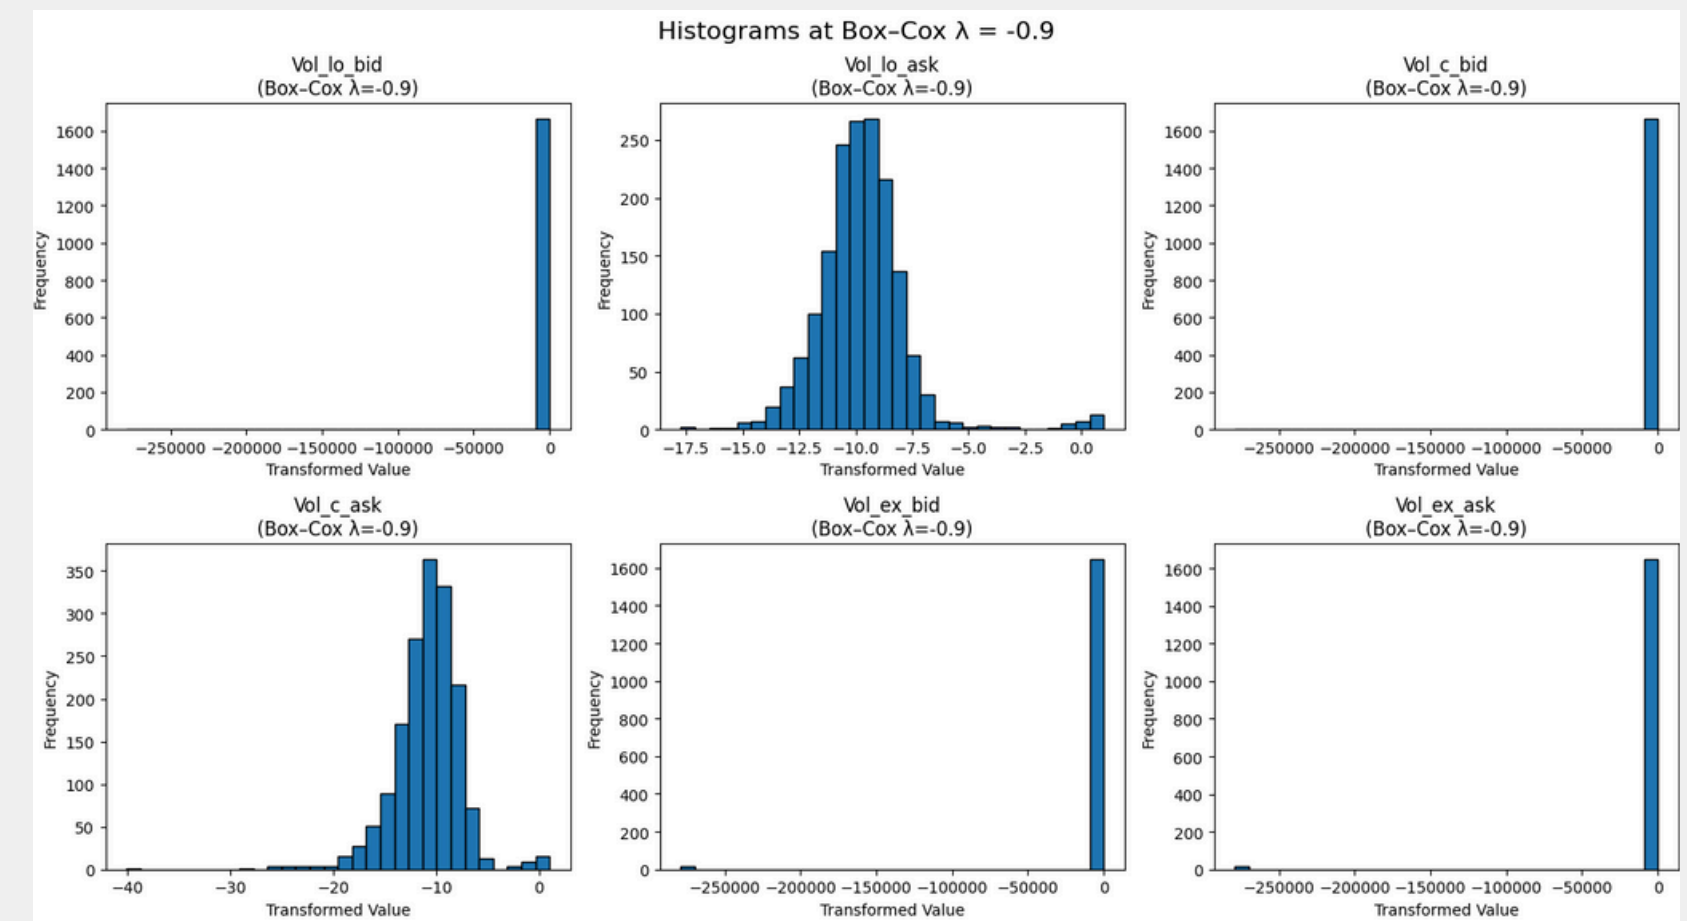 Histograms at Box–Cox λ = -0.9
Vol_lo_bid
(Box–Cox λ=-0.9)
Frequency
1600
1400
1200
1000
800
600
400
200
0
−250000 −200000 −150000 −100000 −50000 0
Transformed Value
Vol_lo_ask
(Box–Cox λ=-0.9)
Frequency
250
200
150
100
50
0
−17.5 −15.0 −12.5 −10.0 −7.5 −5.0 −2.5 0.0
Transformed Value
Vol_c_bid
(Box–Cox λ=-0.9)
Frequency
1600
1400
1200
1000
800
600
400
200
0
−250000 −200000 −150000 −100000 −50000 0
Transformed Value
Vol_c_ask
(Box–Cox λ=-0.9)
Frequency
350
300
250
200
150
100
50
0
−40 −30 −20 −10 0
Transformed Value
Vol_ex_bid
(Box–Cox λ=-0.9)
Frequency
1600
1400
1200
1000
800
600
400
200
0
−250000 −200000 −150000 −100000 −50000 0
Transformed Value
Vol_ex_ask
(Box–Cox λ=-0.9)
Frequency
1600
1400
1200
1000
800
600
400
200
0
−250000 −200000 −150000 −100000 −50000 0
Transformed Value